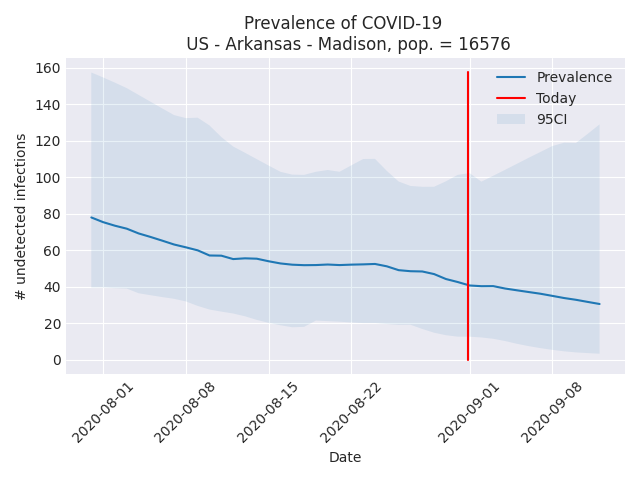 Prevalence of COVID-19
US - Arkansas - Madison, pop. = 16576
Prevalence
Today
95CI
# undetected infections
160
140
120
100
80
60
40
20
0
2020-08-01
2020-08-08
2020-08-15
2020-08-22
2020-09-01
2020-09-08
Date